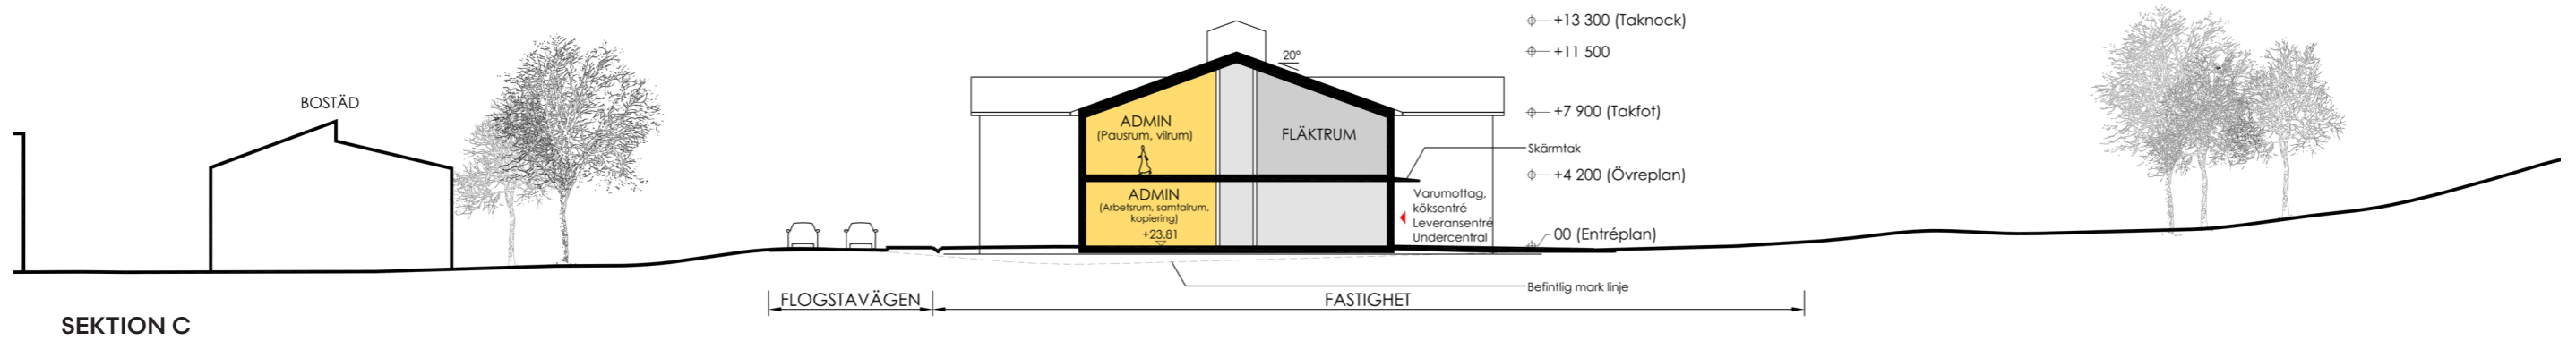 +13 300 (Taknock)
20°
+11 500
BOSTÄD
+7 900 (Takfot)
ADMIN
(Pausrum, vilrum)
FLÄKTRUM
Skärmtak
+4 200 (Övreplan)
ADMIN
(Arbetsrum, samtalrum,
kopiering)
+23.81
Varumottag,
köksentré
Leveransentré
Undercentral
00 (Entréplan)
Befintlig mark linje
FLOGSTAVÄGEN
FASTIGHET
SEKTION C